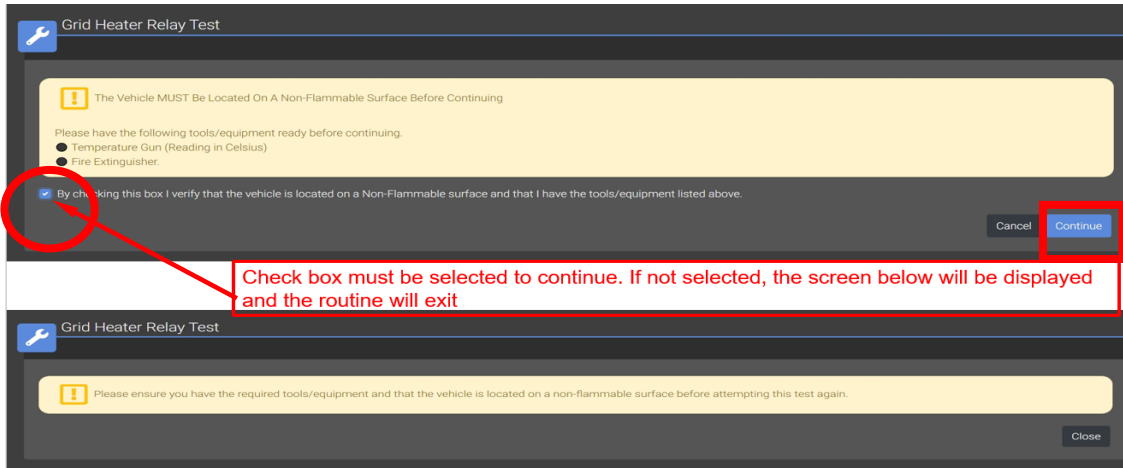 Grid Heater Relay Test
The Vehicle MUST Be Located On A Non-Flammable Surface Before Continuing
Please have the following tools/equipment ready before continuing.
● Temperature Gun (Reading in Celsius)
● Fire Extinguisher.
By checking this box I verify that the vehicle is located on a Non-Flammable surface and that I have the tools/equipment listed above.
Cancel Continue
Check box must be selected to continue. If not selected, the screen below will be displayed
and the routine will exit
Grid Heater Relay Test
Please ensure you have the required tools/equipment and that the vehicle is located on a non-flammable surface before attempting this test again.
Close